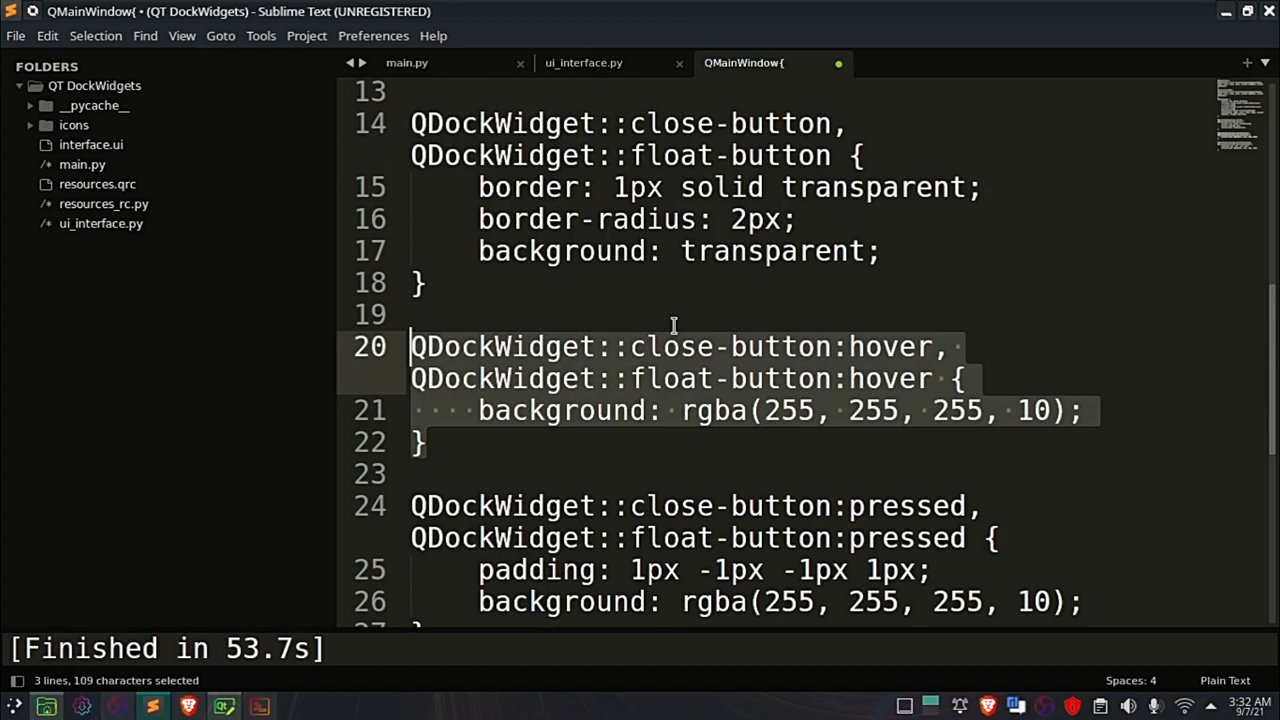 QMainWindow{ • (QT DockWidgets) - Sublime Text (UNREGISTERED)
File Edit Selection Find View Goto Tools Project Preferences Help
FOLDERS
QT DockWidgets
__pycache__
icons
interface.ui
main.py
resources.qrc
resources_rc.py
ui_interface.py
main.py
ui_interface.py
QMainWindow{
13
14 QDockWidget::close-button,
QDockWidget::float-button {
15 border: 1px solid transparent;
16 border-radius: 2px;
17 background: transparent;
18 }
19
20 QDockWidget::close-button:hover,
QDockWidget::float-button:hover {
21 background: rgba(255, 255, 255, 10);
22 }
23
24 QDockWidget::close-button:pressed,
QDockWidget::float-button:pressed {
25 padding: 1px -1px -1px 1px;
26 background: rgba(255, 255, 255, 10);
27 }
[Finished in 53.7s]
3 lines, 109 characters selected
Spaces: 4
Plain Text
3:32 AM
9/7/21